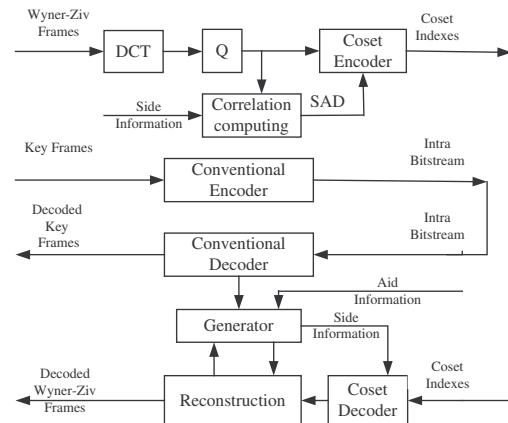 Wyner-Ziv
Frames
DCT
Q
Coset
Encoder
Coset
Indexes
Side
Information
Correlation
computing
SAD
Key Frames
Conventional
Encoder
Intra
Bitstream
Decoded
Key
Frames
Conventional
Decoder
Intra
Bitstream
Aid
Information
Generator
Side
Information
Decoded
Wyner-Ziv
Frames
Reconstruction
Coset
Decoder
Coset
Indexes